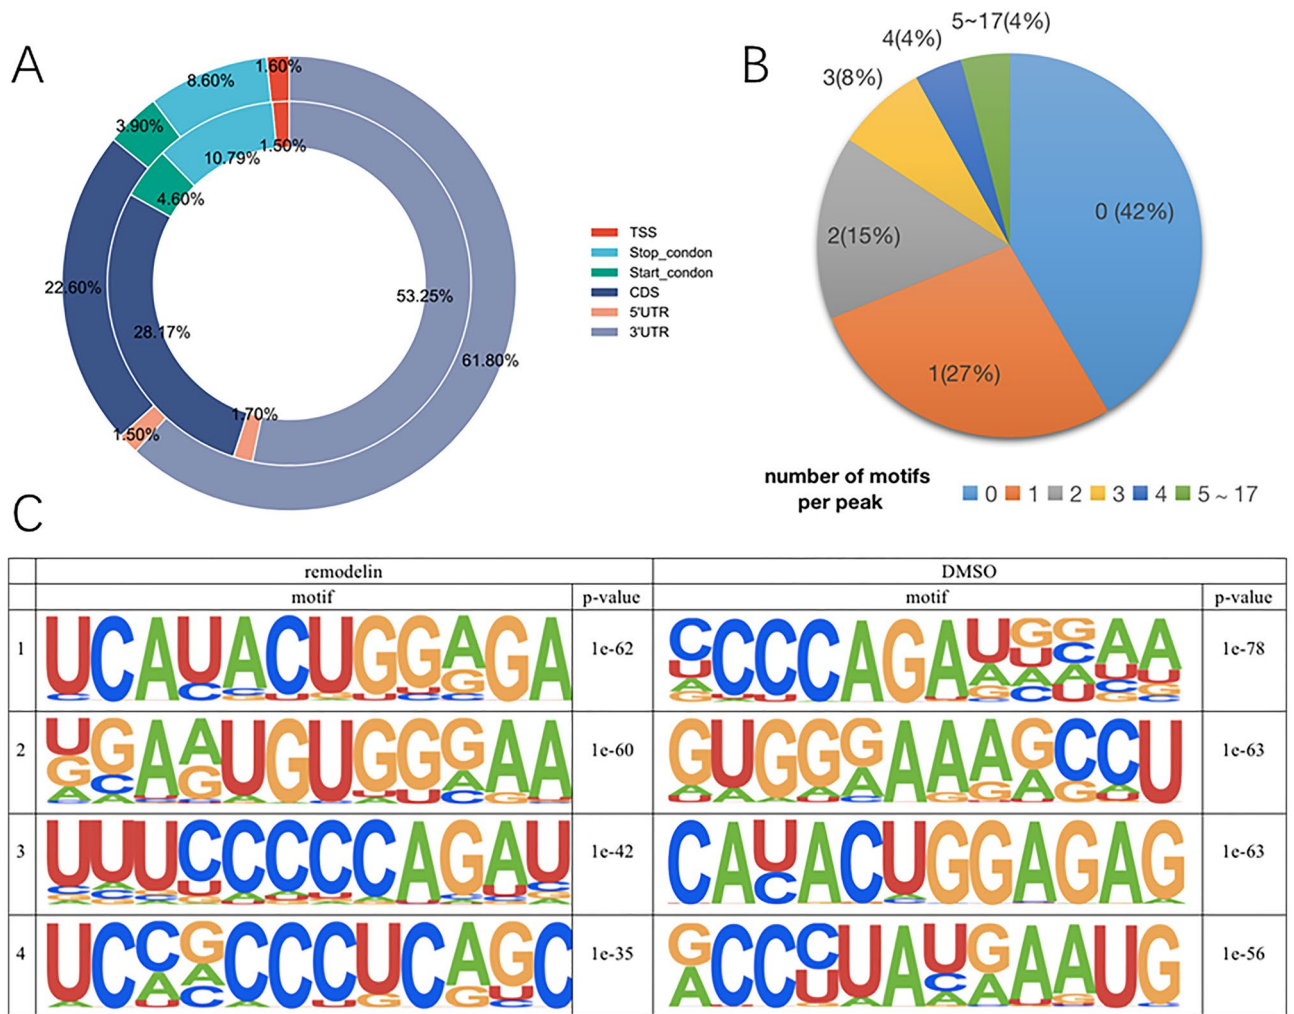 A
1.60%
8.60%
3.90%
1.50%
10.79%
4.60%
22.60%
28.17%
53.25%
61.80%
1.70%
1.50%
TSS
Stop_condon
Start_condon
CDS
5'UTR
3'UTR
B
5~17(4%)
4(4%)
3(8%)
2(15%)
0 (42%)
1(27%)
number of motifs
per peak
0 1 2 3 4 5 ~ 17
C
remodelin DMSO
motif p-value motif p-value
1 UCAUACUGGAGA 1e-62 CCCCAGAUGGAA 1e-78
2 UGAAUGUGGGAA 1e-60 GUGGGAAAGCCU 1e-63
3 UUUCCCCCAGAU 1e-42 CAUACUGGAGAG 1e-63
4 UCCGCCCUCAGC 1e-35 GCCCUAUGAAUG 1e-56